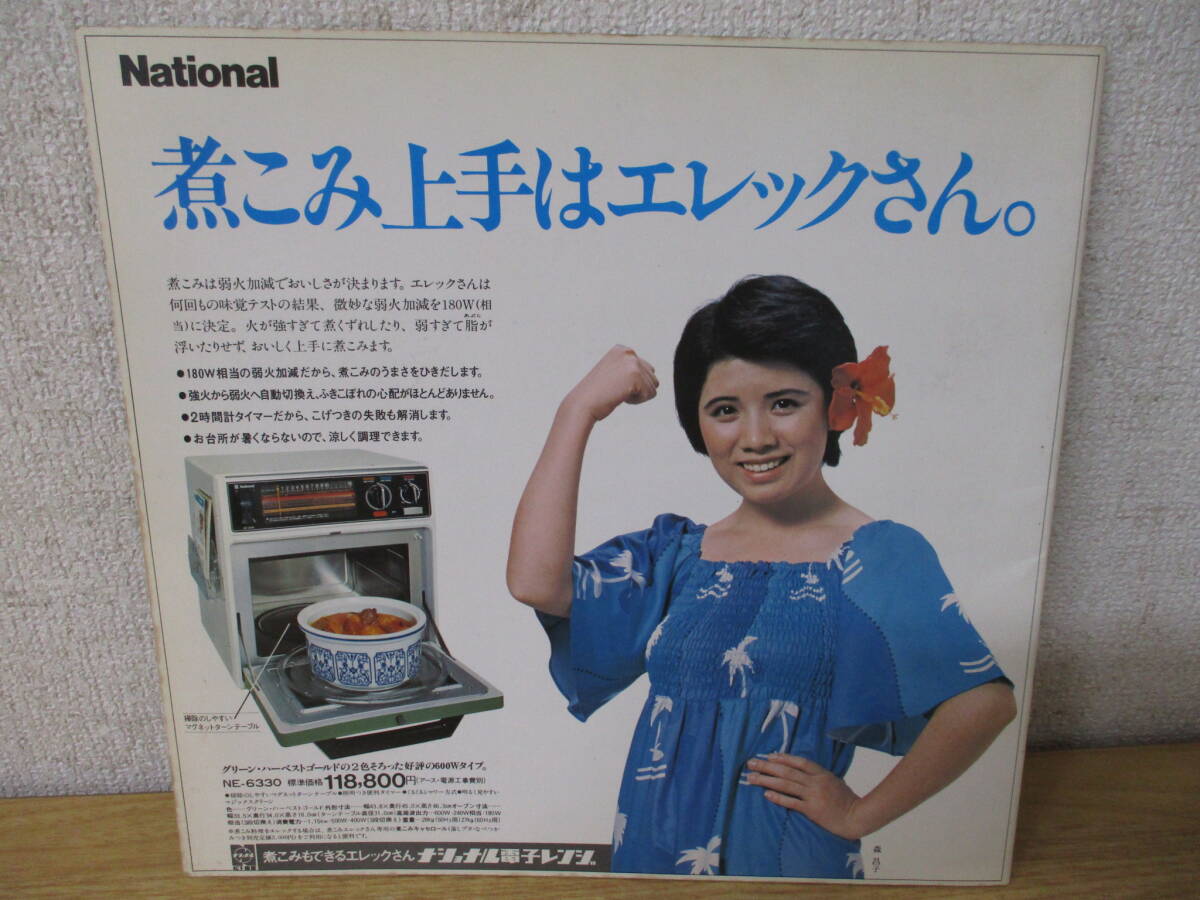 National
煮こみ上手はエレックさん。
煮こみは弱火加減でおいしさが決まります。エレックさんは
何回もの味覚テストの結果、微妙な弱火加減を180W(相
当)に決定。火が強すぎて煮くずれしたり、弱すぎて脂が
浮いたりせず、おいしく上手に煮こみます。
●180W相当の弱火加減だから、煮こみのうまさをひきだします。
●強火から弱火へ自動切換え、ふきこぼれの心配がほとんどありません。
●2時間計タイマーだから、こげつきの失敗も解消します。
●お台所が暑くならないので、涼しく調理できます。
National
掃除のしやすい
マグネットターンテーブル
グリーン・ハーベストゴールドの2色そろった好評の600Wタイプ。
NE-6330 標準価格118,800円(アース・電源工事費別)
煮こみもできるエレックさん ナショナル電子レンジ
森 昌子